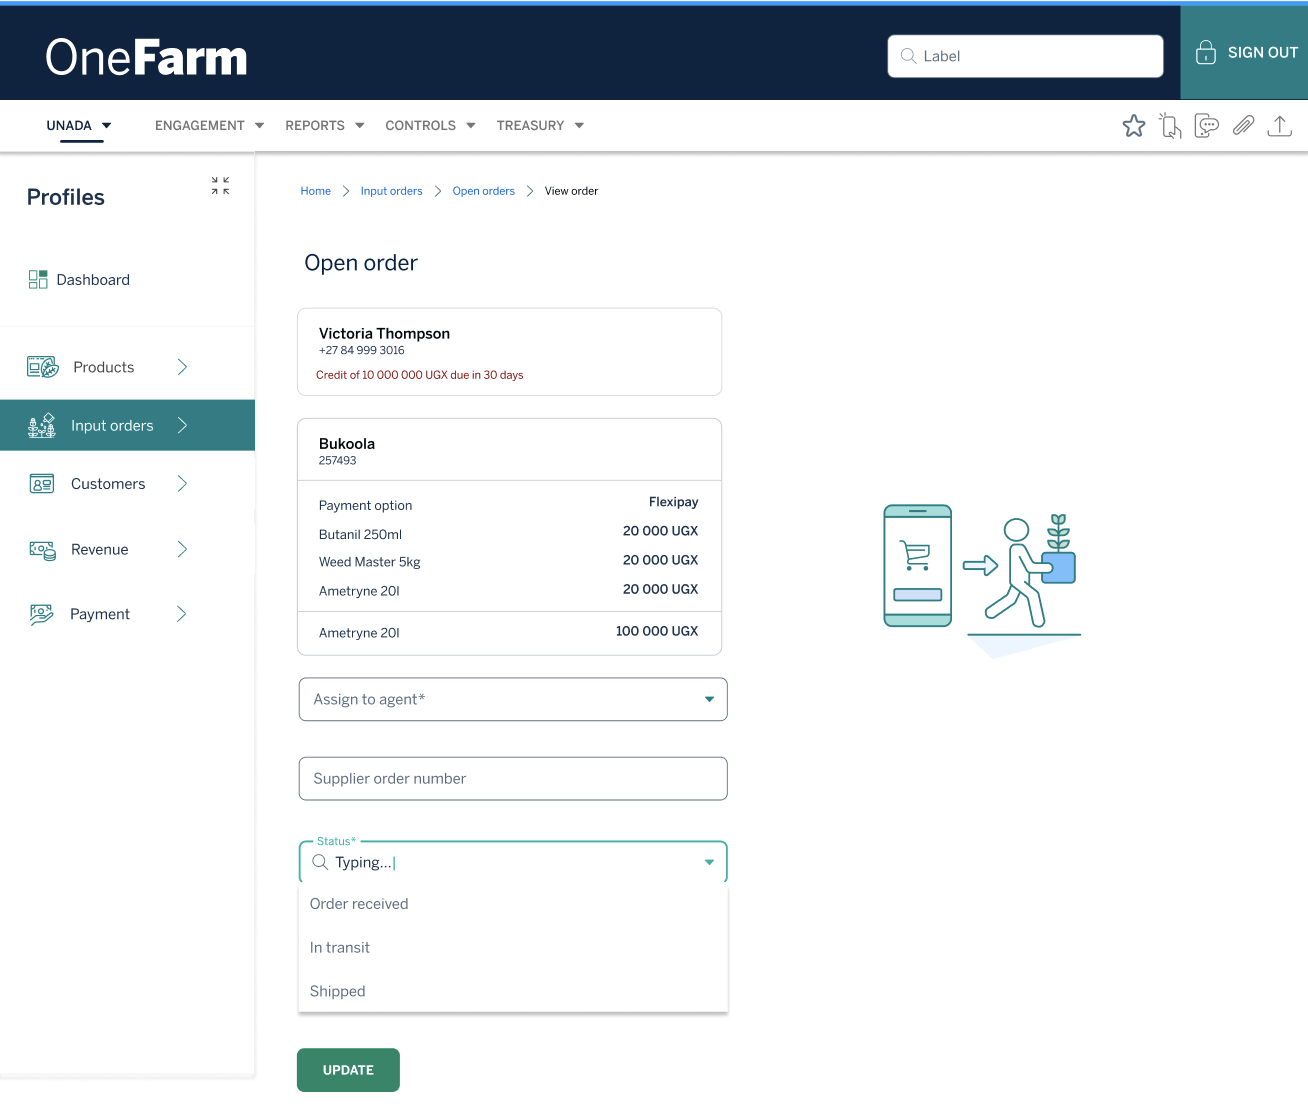 OneFarm
Label
SIGN OUT
UNADA ENGAGEMENT REPORTS CONTROLS TREASURY
Profiles
Dashboard
Products
Input orders
Customers
Revenue
Payment
Home Input orders Open orders View order
Open order
Victoria Thompson
+27 84 999 3016
Credit of 10 000 000 UGX due in 30 days
Bukoola
257493
Payment option Flexipay
Butanil 250ml 20 000 UGX
Weed Master 5kg 20 000 UGX
Ametryne 20l 20 000 UGX
Ametryne 20l 100 000 UGX
Assign to agent*
Supplier order number
Status*
Typing...|
Order received
In transit
Shipped
UPDATE